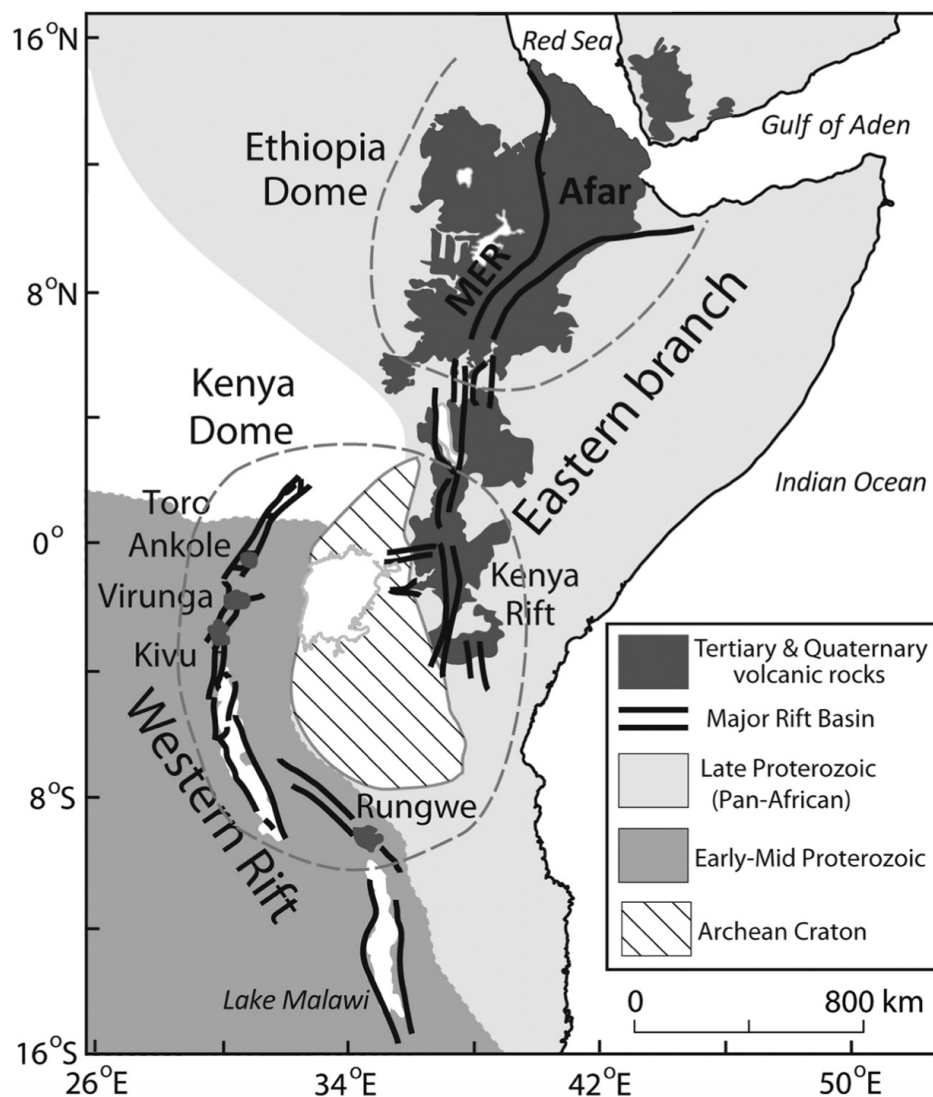 16°N
8°N
0°
8°S
16°S
26°E
34°E
42°E
50°E
Red Sea
Gulf of Aden
Ethiopia
Dome
Afar
MER
Kenya
Dome
Eastern branch
Indian Ocean
Toro
Ankole
Virunga
Kivu
Kenya
Rift
Western Rift
Rungwe
Lake Malawi
Tertiary & Quaternary
volcanic rocks
Major Rift Basin
Late Proterozoic
(Pan-African)
Early-Mid Proterozoic
Archean Craton
0 800 km